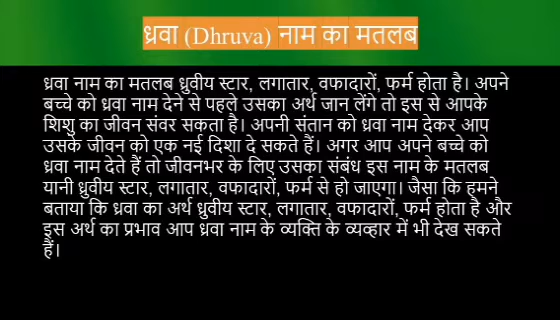 ध्रवा (Dhruva) नाम का मतलब
ध्रवा नाम का मतलब ध्रुवीय स्टार, लगातार, वफादारों, फर्म होता है। अपने
बच्चे को ध्रवा नाम देने से पहले उसका अर्थ जान लेंगे तो इस से आपके
शिशु का जीवन संवर सकता है। अपनी संतान को ध्रवा नाम देकर आप
उसके जीवन को एक नई दिशा दे सकते हैं। अगर आप अपने बच्चे को
ध्रवा नाम देते हैं तो जीवनभर के लिए उसका संबंध इस नाम के मतलब
यानी ध्रुवीय स्टार, लगातार, वफादारों, फर्म से हो जाएगा। जैसा कि हमने
बताया कि ध्रवा का अर्थ ध्रुवीय स्टार, लगातार, वफादारों, फर्म होता है और
इस अर्थ का प्रभाव आप ध्रवा नाम के व्यक्ति के व्यव्हार में भी देख सकते
हैं।